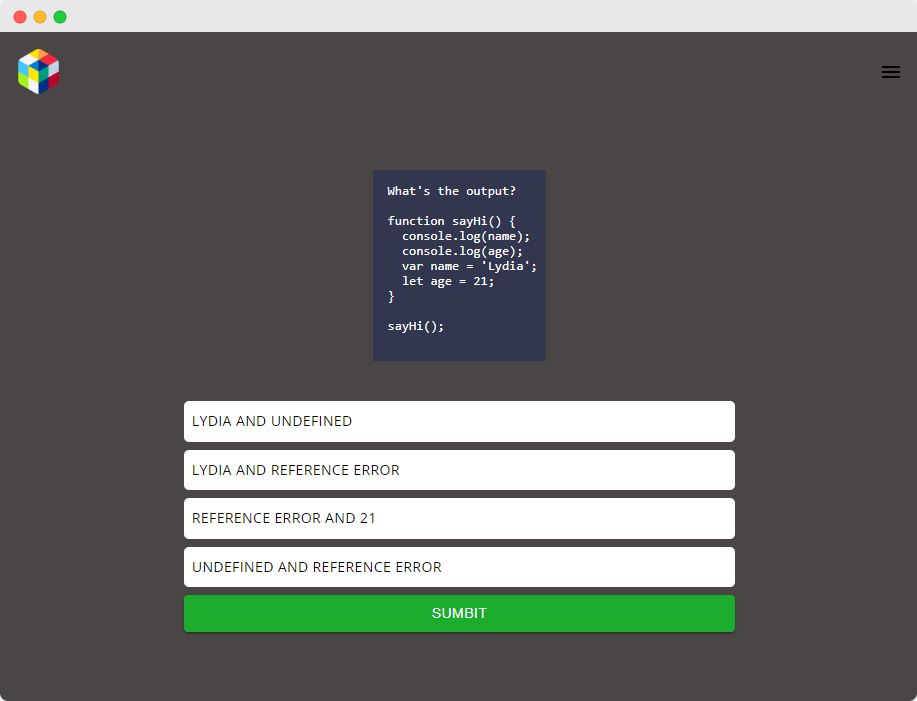 What's the output?
function sayHi() {
console.log(name);
console.log(age);
var name = 'Lydia';
let age = 21;
}
sayHi();
LYDIA AND UNDEFINED
LYDIA AND REFERENCE ERROR
REFERENCE ERROR AND 21
UNDEFINED AND REFERENCE ERROR
SUMBIT